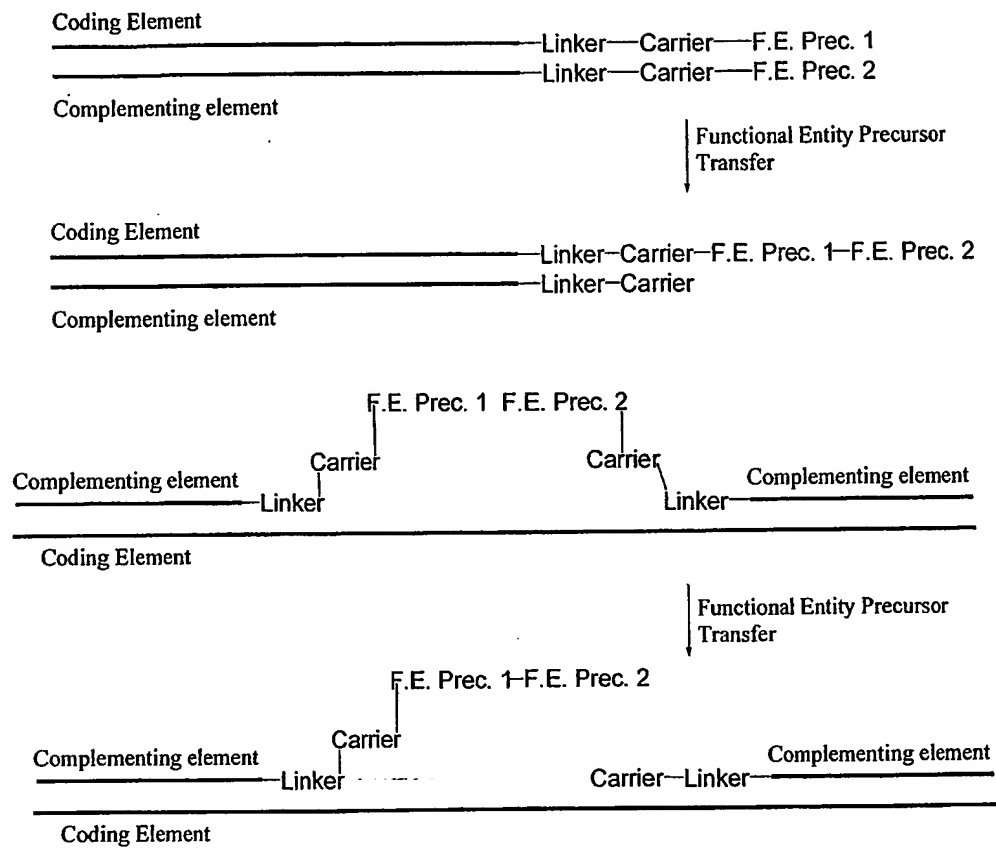 Coding Element
Linker—Carrier—F.E. Prec. 1
Linker—Carrier—F.E. Prec. 2
Complementing element
Functional Entity Precursor
Transfer
Coding Element
Linker–Carrier–F.E. Prec. 1–F.E. Prec. 2
Linker–Carrier
Complementing element
F.E. Prec. 1 F.E. Prec. 2
Carrier Carrier
Complementing element Complementing element
Linker Linker
Coding Element
Functional Entity Precursor
Transfer
F.E. Prec. 1–F.E. Prec. 2
Carrier
Complementing element Complementing element
Linker Carrier–Linker
Coding Element